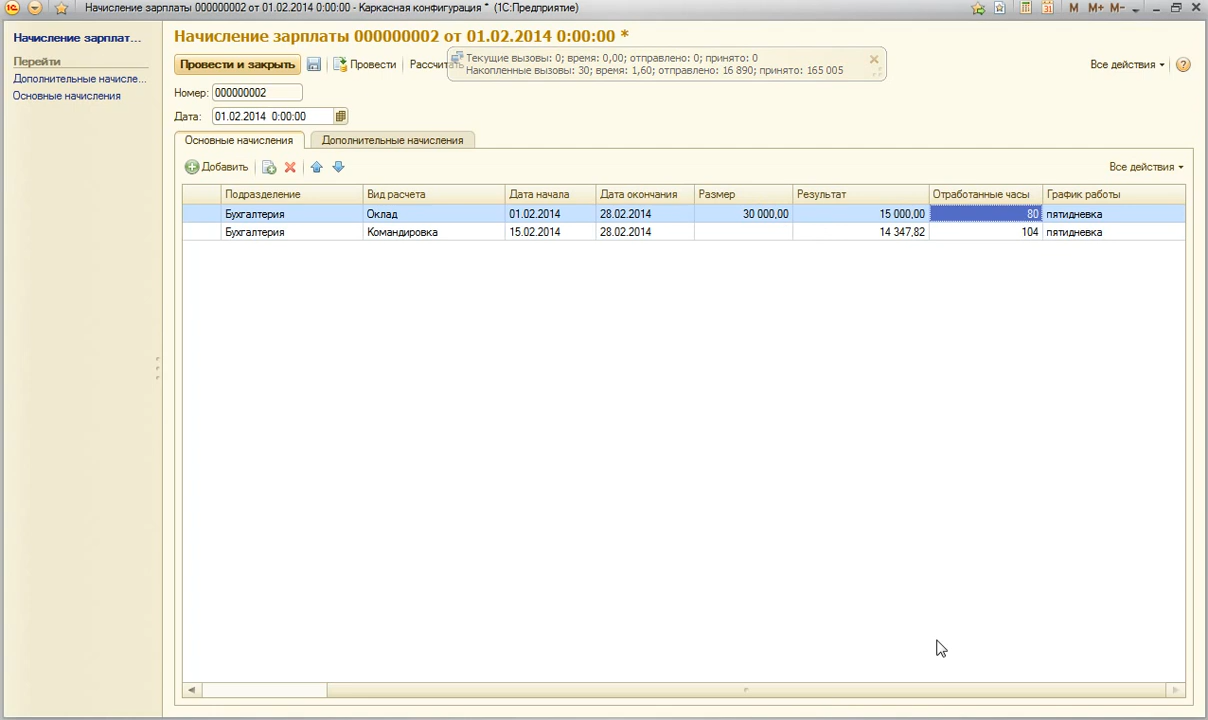 Начисление зарплаты 000000002 от 01.02.2014 0:00:00 - Каркасная конфигурация * (1С:Предприятие)
M M+ M-
Начисление зарплат...
Перейти
Дополнительные начисле...
Основные начисления
Начисление зарплаты 000000002 от 01.02.2014 0:00:00 *
Провести и закрыть Провести Рассчитать Все действия
Текущие вызовы: 0; время: 0,00; отправлено: 0; принято: 0
Накопленные вызовы: 30; время: 1,60; отправлено: 16 890; принято: 165 005
Номер: 000000002
Дата: 01.02.2014 0:00:00
Основные начисления Дополнительные начисления
Добавить Все действия
Подразделение Вид расчета Дата начала Дата окончания Размер Результат Отработанные часы График работы
Бухгалтерия Оклад 01.02.2014 28.02.2014 30 000,00 15 000,00 80 пятидневка
Бухгалтерия Командировка 15.02.2014 28.02.2014 14 347,82 104 пятидневка